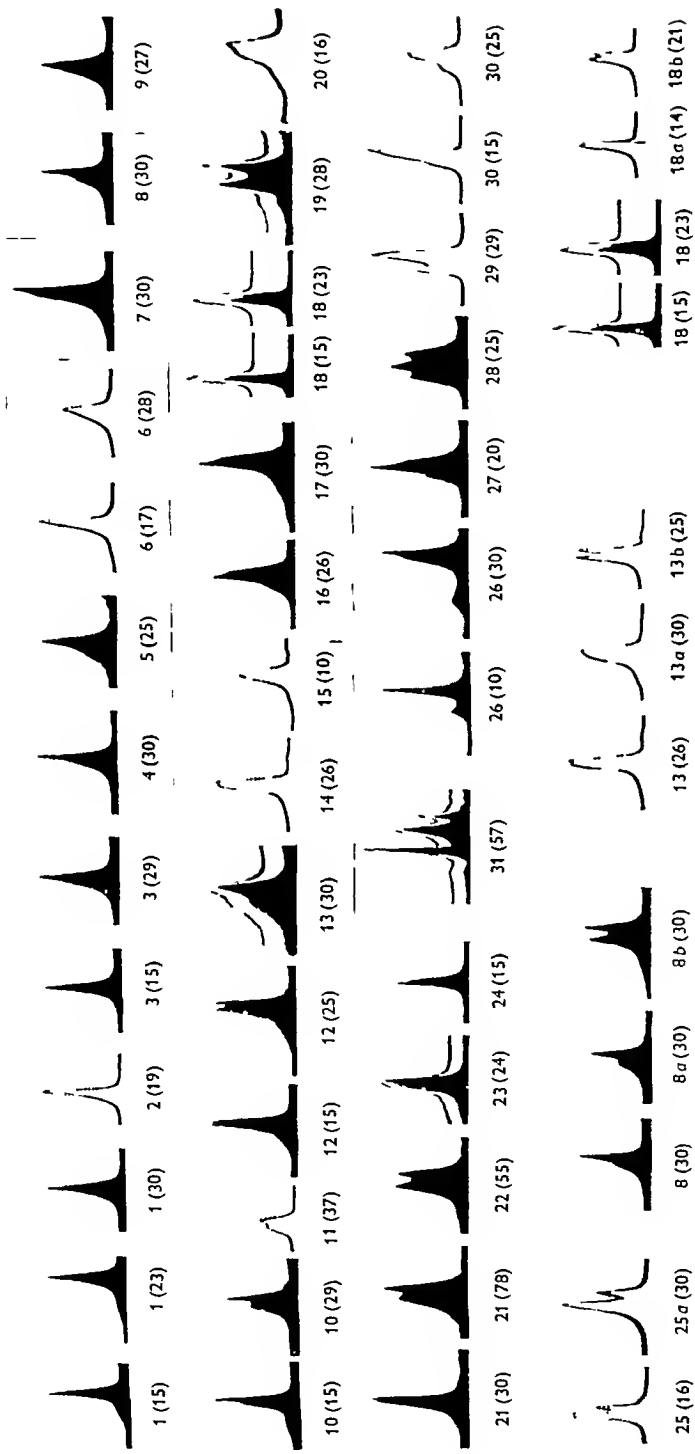 1 (15) 1 (23) 1 (30) 2 (19) 3 (15) 3 (29) 4 (30) 5 (25) 6 (17) 6 (28) 7 (30) 8 (30) 9 (27)
10 (15) 10 (29) 11 (37) 12 (15) 12 (25) 13 (30) 14 (26) 15 (10) 16 (26) 17 (30) 18 (15) 18 (23) 19 (28) 20 (16)
21 (30) 21 (78) 22 (55) 23 (24) 24 (15) 31 (57) 26 (10) 26 (30) 27 (20) 28 (25) 29 (29) 30 (15) 30 (25)
25 (16) 25a (30) 8 (30) 8a (30) 8b (30) 13 (26) 13a (30) 13b (25) 18 (15) 18 (23) 18a (14) 18b (21)